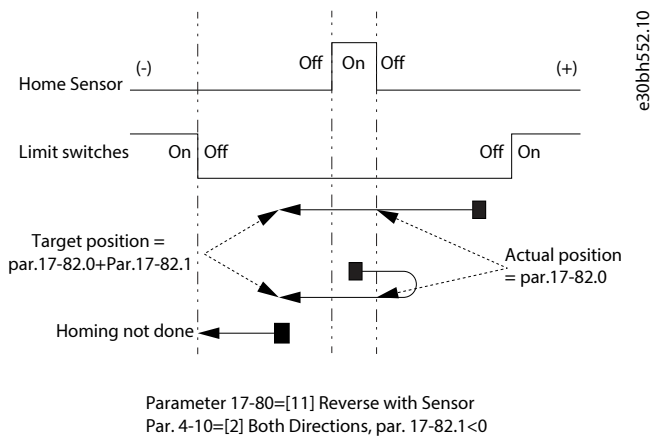 e30bh552.10
(-) Off On Off (+)
Home Sensor
Limit switches On Off Off On
Target position =
par.17-82.0+Par.17-82.1
Actual position
= par.17-82.0
Homing not done
Parameter 17-80=[11] Reverse with Sensor
Par. 4-10=[2] Both Directions, par. 17-82.1<0